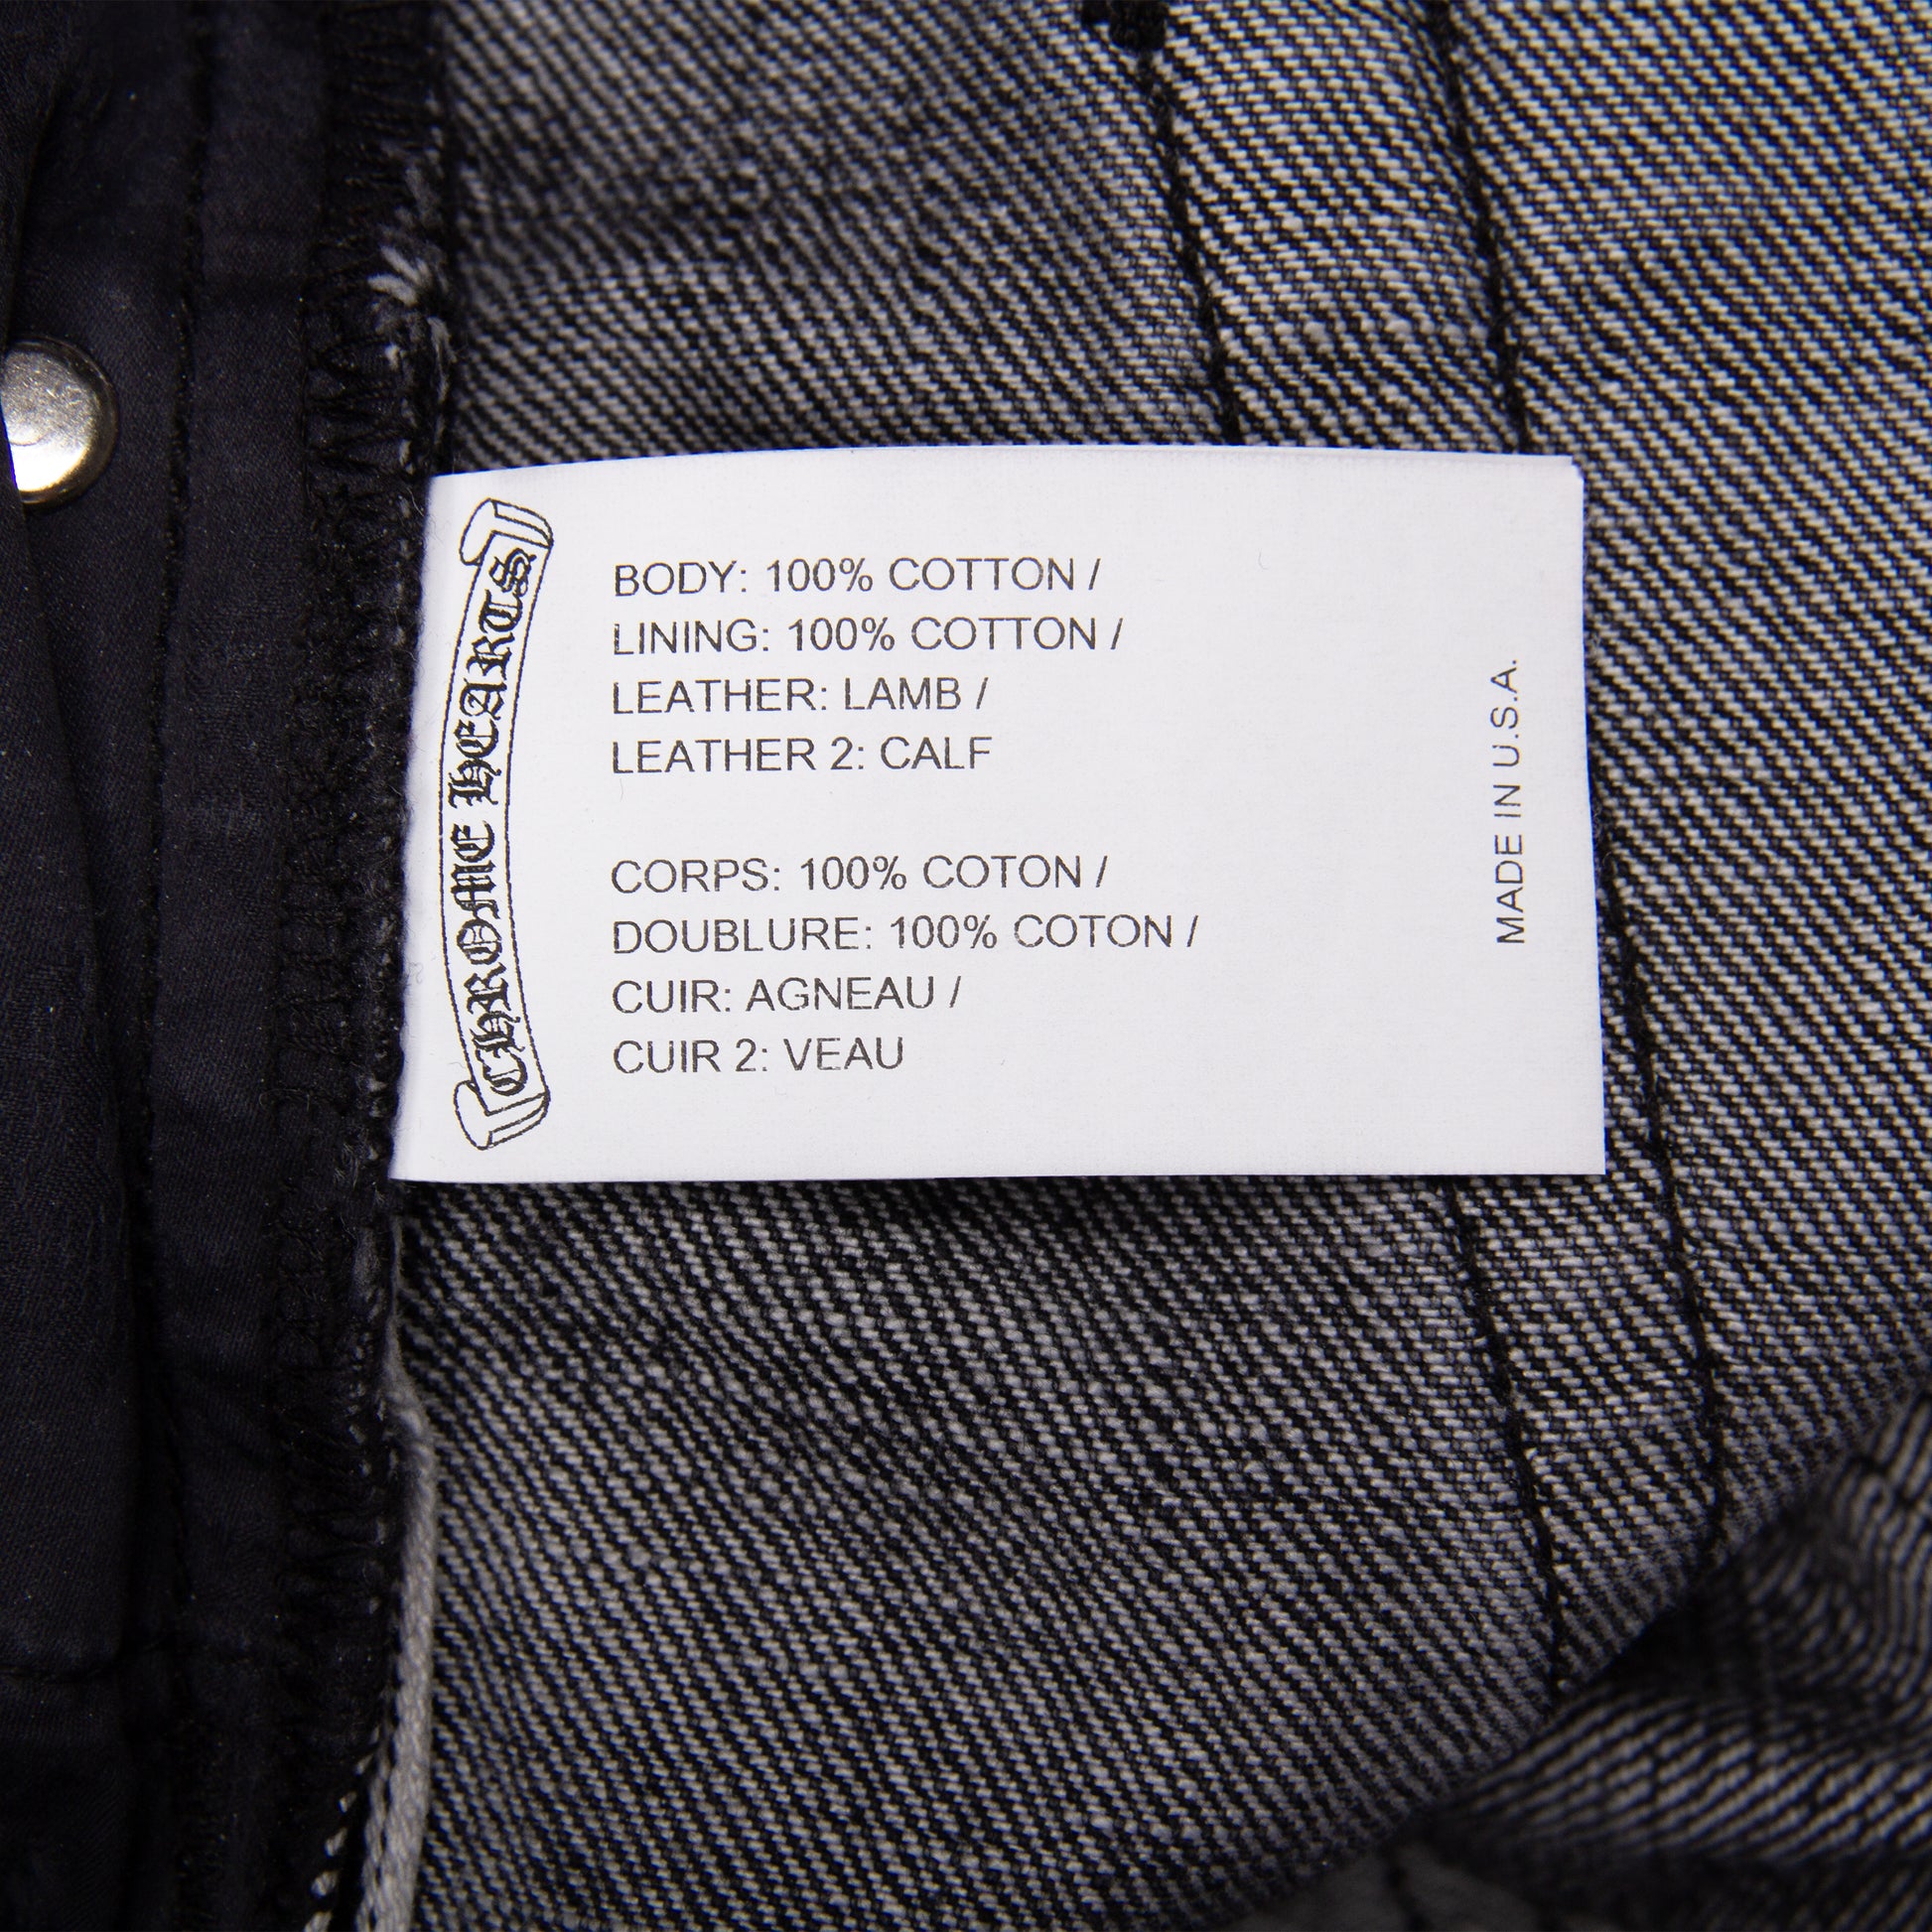 CHROME HEARTS
BODY: 100% COTTON /
LINING: 100% COTTON /
LEATHER: LAMB /
LEATHER 2: CALF
CORPS: 100% COTON /
DOUBLURE: 100% COTON /
CUIR: AGNEAU /
CUIR 2: VEAU
MADE IN U.S.A.